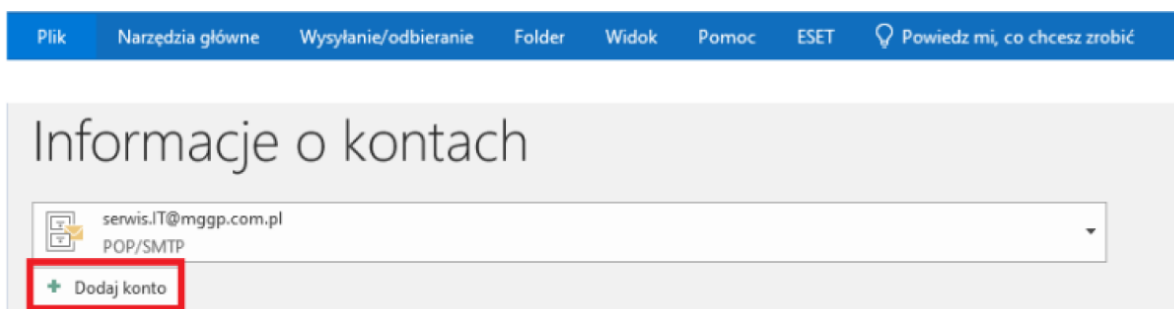 Plik Narzędzia główne Wysyłanie/odbieranie Folder Widok Pomoc ESET Powiedz mi, co chcesz zrobić
Informacje o kontach
serwis.IT@mggp.com.pl
POP/SMTP
Dodaj konto